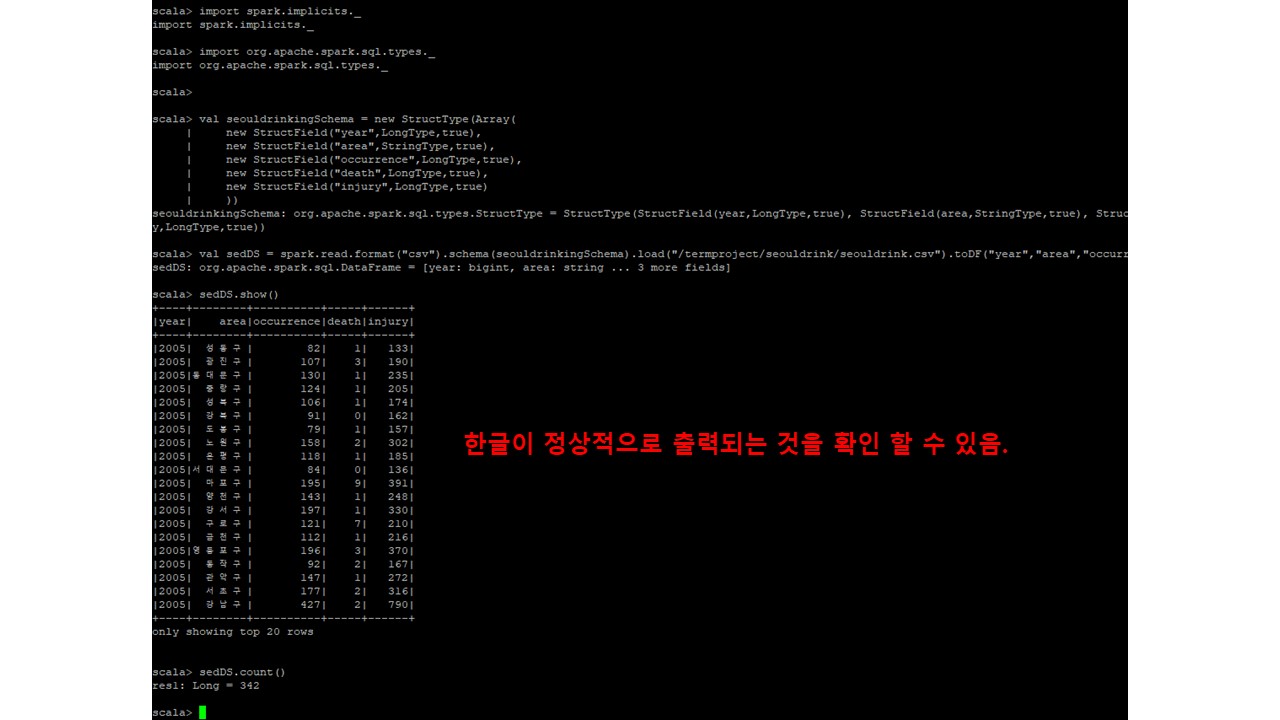 scala> import spark.implicits._
import spark.implicits._
scala> import org.apache.spark.sql.types._
import org.apache.spark.sql.types._
scala>
scala> val seouldrinkingSchema = new StructType(Array(
|     new StructField("year",LongType,true),
|     new StructField("area",StringType,true),
|     new StructField("occurrence",LongType,true),
|     new StructField("death",LongType,true),
|     new StructField("injury",LongType,true)
|     ))
seouldrinkingSchema: org.apache.spark.sql.types.StructType = StructType(StructField(year,LongType,true), StructField(area,StringType,true), Struc
y,LongType,true))
scala> val sedDS = spark.read.format("csv").schema(seouldrinkingSchema).load("/termproject/seouldrink/seouldrink.csv").toDF("year","area","occurr
sedDS: org.apache.spark.sql.DataFrame = [year: bigint, area: string ... 3 more fields]
scala> sedDS.show()
+----+--------+----------+-----+------+
|year|    area|occurrence|death|injury|
+----+--------+----------+-----+------+
|2005|  성동구|        82|    1|   133|
|2005|  광진구|       107|    3|   190|
|2005|동대문구|       130|    1|   235|
|2005|  중랑구|       124|    1|   205|
|2005|  성북구|       106|    1|   174|
|2005|  강북구|        91|    0|   162|
|2005|  도봉구|        79|    1|   157|
|2005|  노원구|       158|    2|   302|
|2005|  은평구|       118|    1|   185|
|2005|서대문구|        84|    0|   136|
|2005|  마포구|       195|    9|   391|
|2005|  양천구|       143|    1|   248|
|2005|  강서구|       197|    1|   330|
|2005|  구로구|       121|    7|   210|
|2005|  금천구|       112|    1|   216|
|2005|영등포구|       196|    3|   370|
|2005|  동작구|        92|    2|   167|
|2005|  관악구|       147|    1|   272|
|2005|  서초구|       177|    2|   316|
|2005|  강남구|       427|    2|   790|
+----+--------+----------+-----+------+
only showing top 20 rows
한글이 정상적으로 출력되는 것을 확인 할 수 있음.
scala> sedDS.count()
res1: Long = 342
scala>